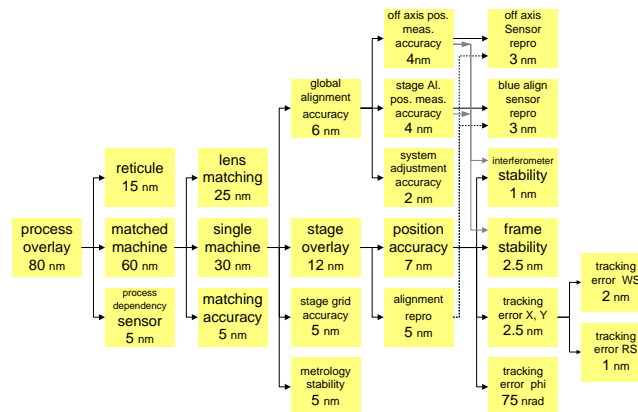 process
overlay
80 nm
reticule
15 nm
matched
machine
60 nm
process
dependency
sensor
5 nm
lens
matching
25 nm
single
machine
30 nm
matching
accuracy
5 nm
global
alignment
accuracy
6 nm
stage
overlay
12 nm
stage grid
accuracy
5 nm
metrology
stability
5 nm
off axis pos.
meas.
accuracy
4nm
stage Al.
pos. meas.
accuracy
4 nm
system
adjustment
accuracy
2 nm
position
accuracy
7 nm
alignment
repro
5 nm
off axis
Sensor
repro
3 nm
blue align
sensor
repro
3 nm
interferometer
stability
1 nm
frame
stability
2.5 nm
tracking
error X, Y
2.5 nm
tracking
error phi
75 nrad
tracking
error WS
2 nm
tracking
error RS
1 nm